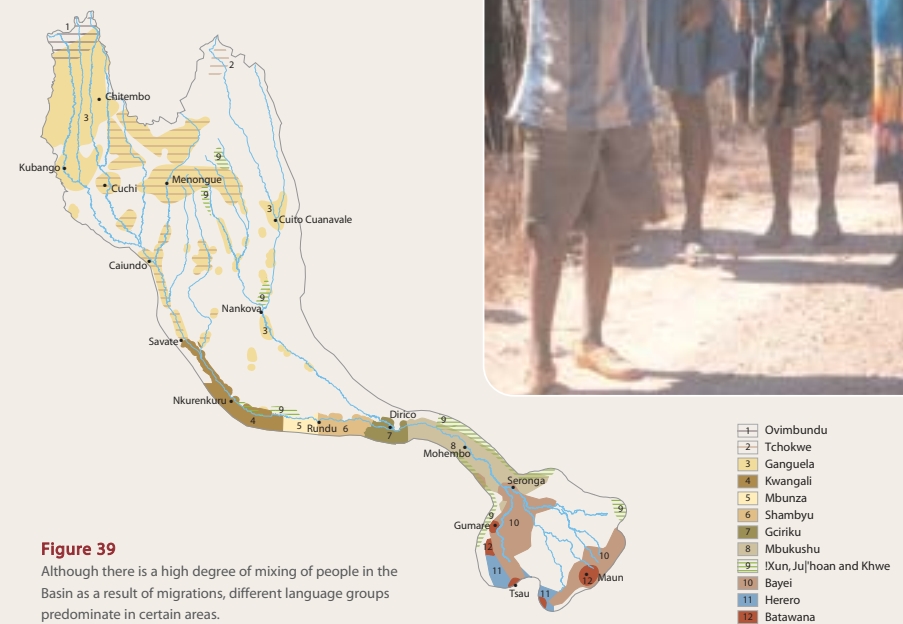 1
2
Chitembo
3
9
Kubango
Menongue
Cuchi
9
3
Cuito Cuanavale
Caiundo
9
Nankova
3
Savate
Nkurenkuru
9
Dirico
9
4
5
Rundu
6
7
8
Mohembo
Seronga
9
9
Gumare
10
12
10
11
12
Maun
Tsau
11
1 Ovimbundu
2 Tchokwe
3 Ganguela
4 Kwangali
5 Mbunza
6 Shambyu
7 Gciriku
8 Mbukushu
9 !Xun, Ju|'hoan and Khwe
10 Bayei
11 Herero
12 Batawana
Figure 39
Although there is a high degree of mixing of people in the
Basin as a result of migrations, different language groups
predominate in certain areas.